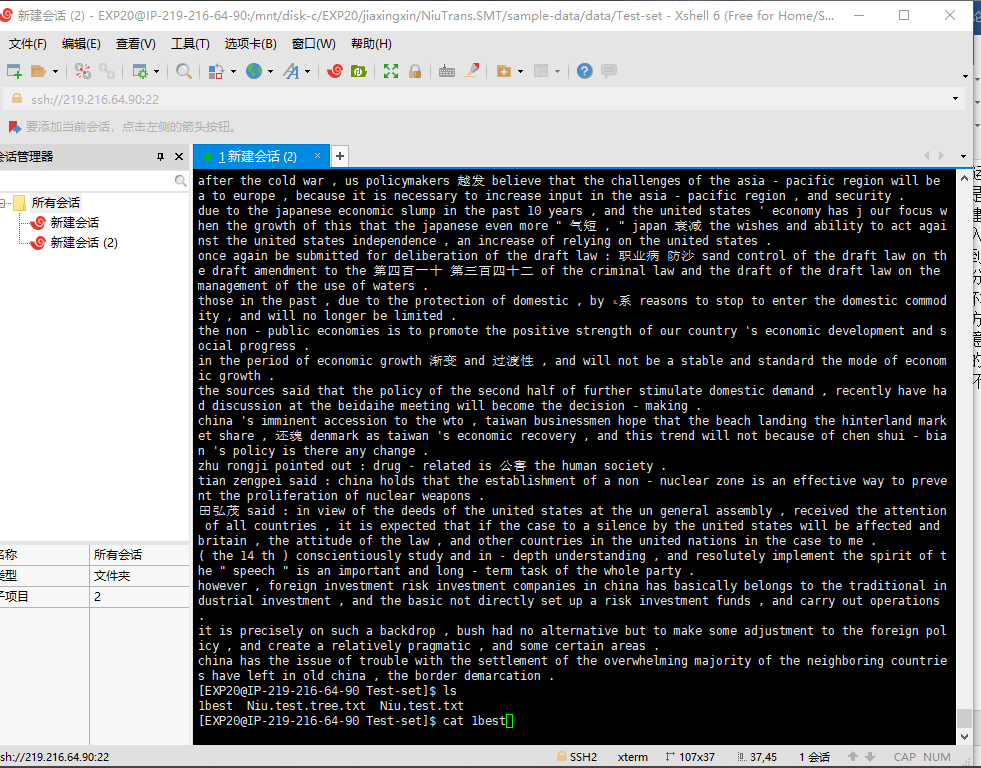 新建会话 (2) - EXP20@IP-219-216-64-90:/mnt/disk-c/EXP20/jiaxingxin/NiuTrans.SMT/sample-data/data/Test-set - Xshell 6 (Free for Home/S...
文件(F) 编辑(E) 查看(V) 工具(T) 选项卡(B) 窗口(W) 帮助(H)
ssh://219.216.64.90:22
要添加当前会话，点击左侧的箭头按钮。
会话管理器
1 新建会话 (2)
所有会话
新建会话
新建会话 (2)
名称 所有会话
类型 文件夹
子项目 2
after the cold war , us policymakers 越发 believe that the challenges of the asia - pacific region will be
a to europe , because it is necessary to increase input in the asia - pacific region , and security .
due to the japanese economic slump in the past 10 years , and the united states ' economy has j our focus w
hen the growth of this that the japanese even more " 气短 , " japan 衰减 the wishes and ability to act agai
nst the united states independence , an increase of relying on the united states .
once again be submitted for deliberation of the draft law : 职业病 防沙 sand control of the draft law on th
e draft amendment to the 第四百一十 第三百四十二 of the criminal law and the draft of the draft law on the
management of the use of waters .
those in the past , due to the protection of domestic , by 系 reasons to stop to enter the domestic commod
ity , and will no longer be limited .
the non - public economies is to promote the positive strength of our country 's economic development and s
ocial progress .
in the period of economic growth 渐变 and 过渡性 , and will not be a stable and standard the mode of econom
ic growth .
the sources said that the policy of the second half of further stimulate domestic demand , recently have ha
d discussion at the beidaihe meeting will become the decision - making .
china 's imminent accession to the wto , taiwan businessmen hope that the beach landing the hinterland mark
et share , 还魂 denmark as taiwan 's economic recovery , and this trend will not because of chen shui - bia
n 's policy is there any change .
zhu rongji pointed out : drug - related is 公害 the human society .
tian zengpei said : china holds that the establishment of a non - nuclear zone is an effective way to preve
nt the proliferation of nuclear weapons .
田弘茂 said : in view of the deeds of the united states at the un general assembly , received the attention
of all countries , it is expected that if the case to a silence by the united states will be affected and
britain , the attitude of the law , and other countries in the united nations in the case to me .
( the 14 th ) conscientiously study and in - depth understanding , and resolutely implement the spirit of t
he " speech " is an important and long - term task of the whole party .
however , foreign investment risk investment companies in china has basically belongs to the traditional in
dustrial investment , and the basic not directly set up a risk investment funds , and carry out operations
.
it is precisely on such a backdrop , bush had no alternative but to make some adjustment to the foreign pol
icy , and create a relatively pragmatic , and some certain areas .
china has the issue of trouble with the settlement of the overwhelming majority of the neighboring countrie
s have left in old china , the border demarcation .
[EXP20@IP-219-216-64-90 Test-set]$ ls
1best Niu.test.tree.txt Niu.test.txt
[EXP20@IP-219-216-64-90 Test-set]$ cat 1best
ssh://219.216.64.90:22 SSH2 xterm 107x37 37,45 1 会话 CAP NUM